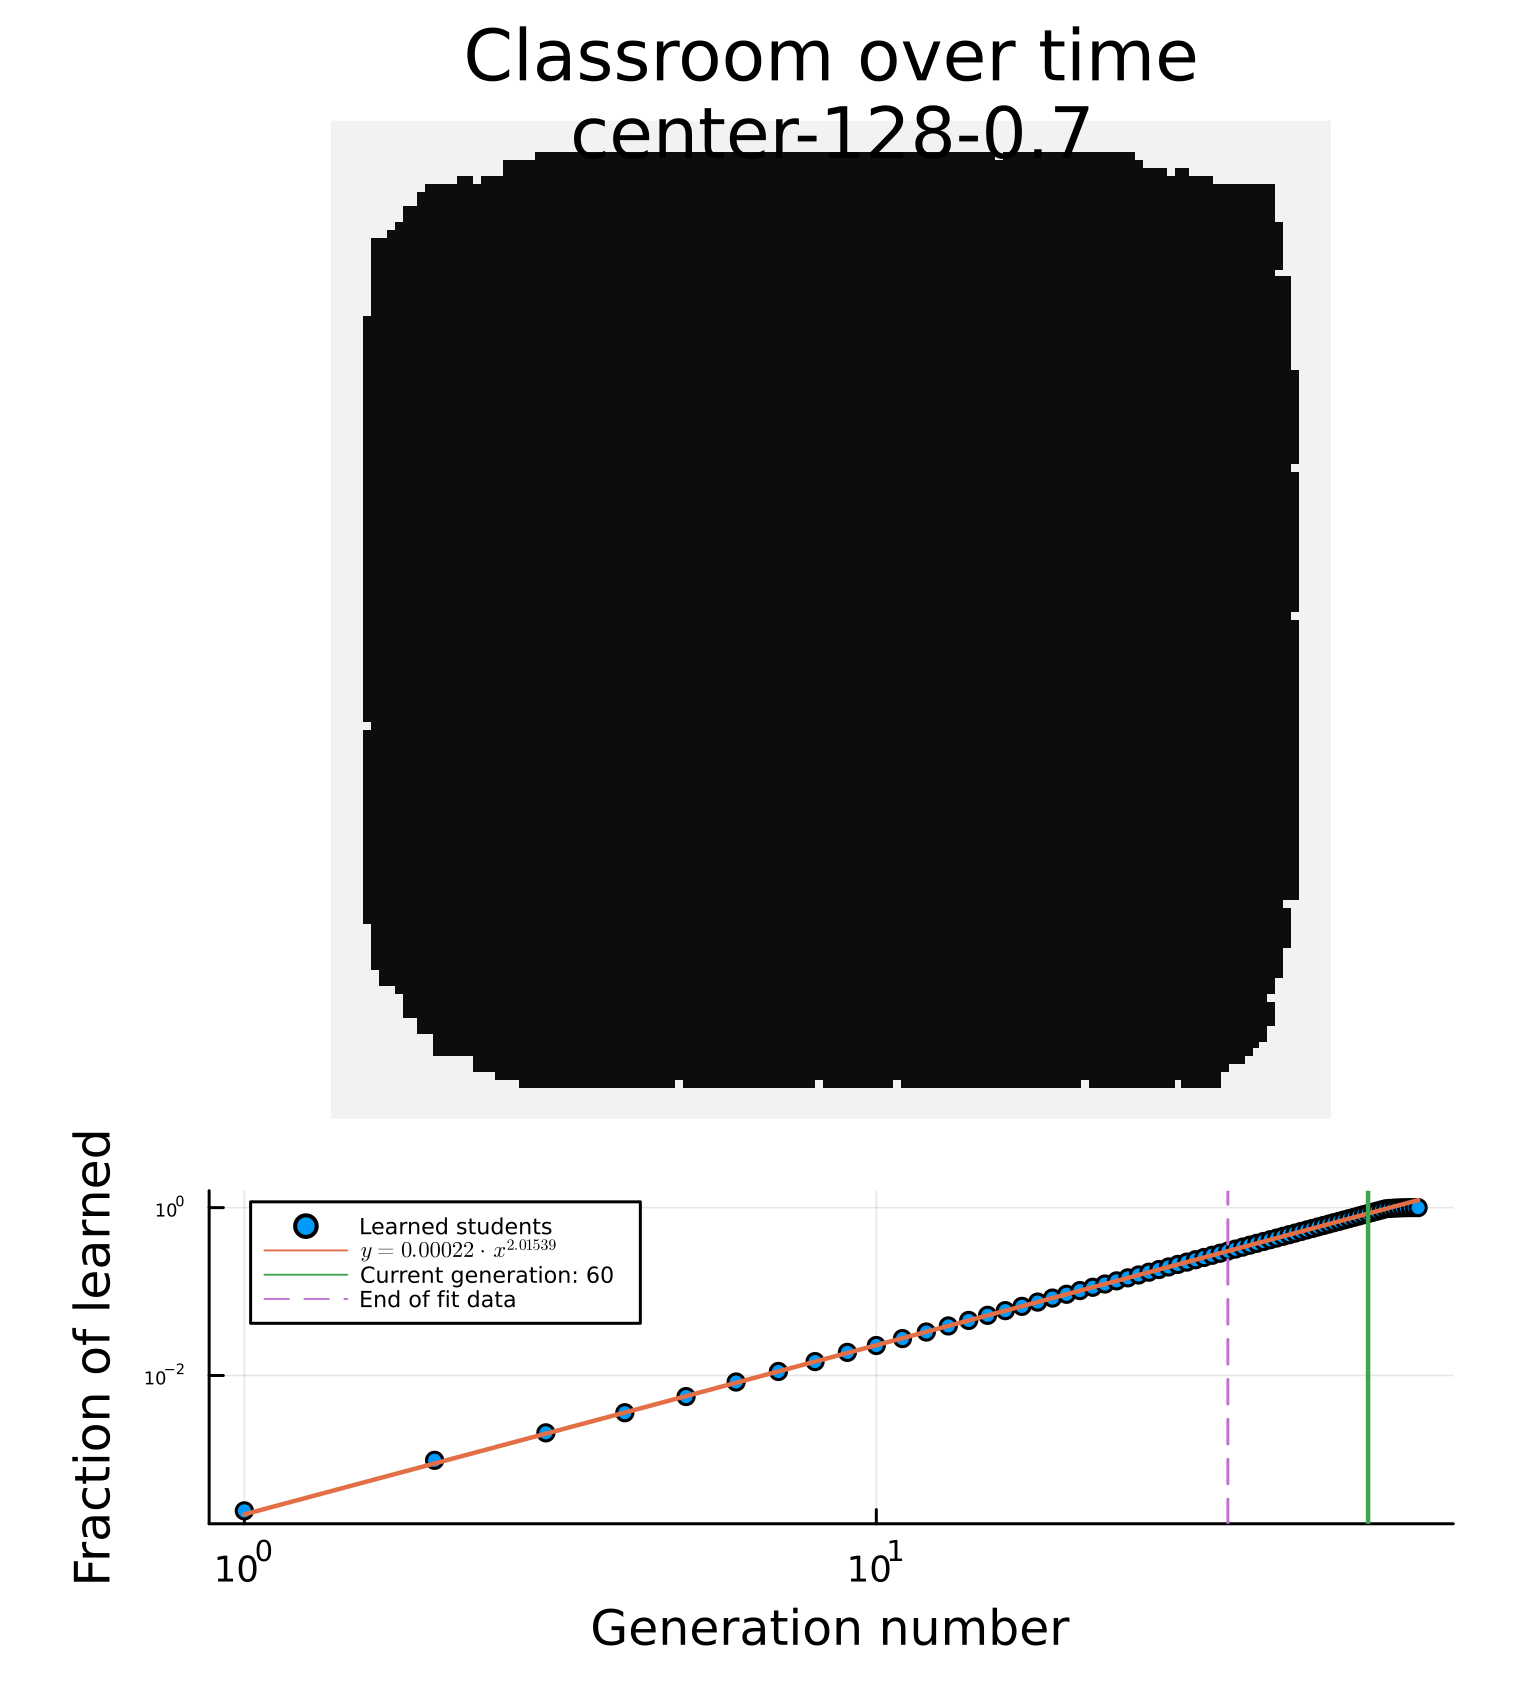 Classroom over time
center-128-0.7
Fraction of learned
10^0
10^-2
Learned students
y = 0.00022 · x^2.01539
Current generation: 60
End of fit data
10^0
10^1
Generation number